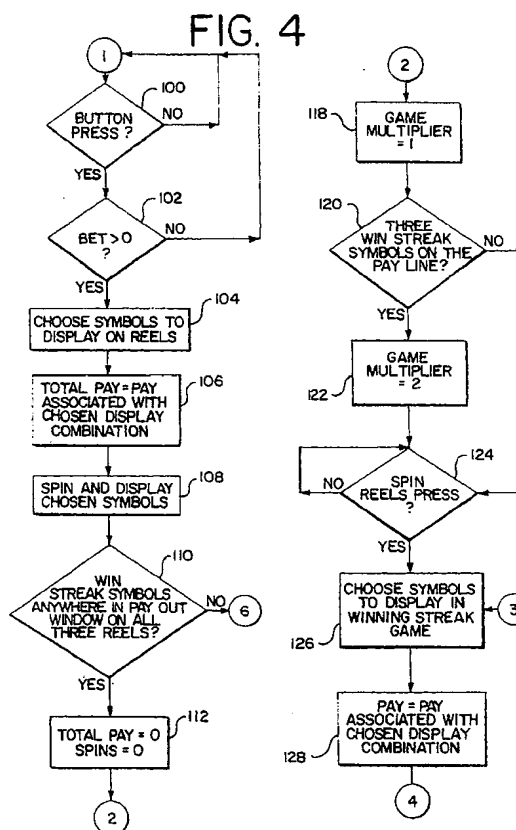 FIG. 4
1
100
BUTTON
PRESS ?
NO
YES
102
BET>0
?
NO
YES
104
CHOOSE SYMBOLS TO
DISPLAY ON REELS
106
TOTAL PAY=PAY
ASSOCIATED WITH
CHOSEN DISPLAY
COMBINATION
108
SPIN AND DISPLAY
CHOSEN SYMBOLS
110
WIN
STREAK SYMBOLS
ANYWHERE IN PAY OUT
WINDOW ON ALL
THREE REELS?
NO
6
YES
112
TOTAL PAY=0
SPINS=0
2
2
118
GAME
MULTIPLIER
= 1
120
THREE
WIN STREAK
SYMBOLS ON THE
PAY LINE?
NO
YES
GAME
MULTIPLIER
= 2
122
124
SPIN
REELS PRESS
?
NO
YES
CHOOSE SYMBOLS
TO DISPLAY IN
WINNING STREAK
GAME
126
3
PAY=PAY
ASSOCIATED WITH
CHOSEN DISPLAY
COMBINATION
128
4